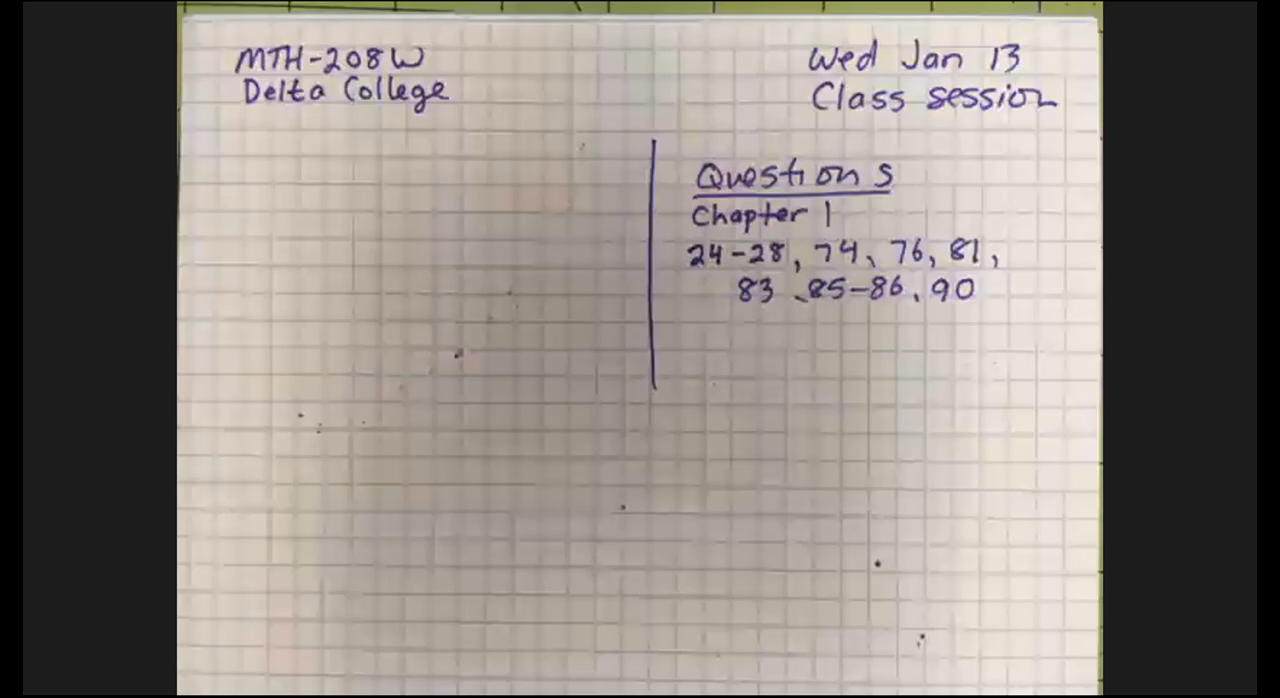 MTH-208W
Delta College
Wed Jan 13
Class session
Questions
Chapter 1
24-28, 74, 76, 81,
83, 85-86, 90